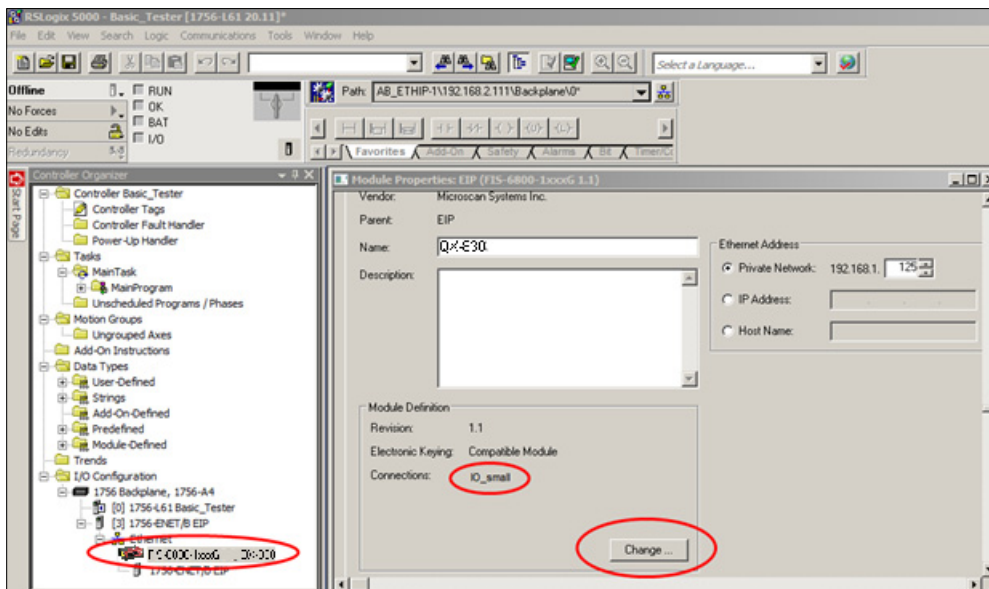 RSLogix 5000 - Basic_Tester [1756-L61 20.11]*
File Edit View Search Logic Communications Tools Window Help
Select a Language...
Offline
RUN
No Forces
OK
No Edits
BAT
Redundancy
I/O
Path: AB_ETHIP-1\192.168.2.111\Backplane\0*
Favorites Add-On Safety Alarms Bit
Start Page
Controller Organizer
Controller Basic_Tester
Controller Tags
Controller Fault Handler
Power-Up Handler
Tasks
MainTask
MainProgram
Unscheduled Programs / Phases
Motion Groups
Ungrouped Axes
Add-On Instructions
Data Types
User-Defined
Strings
Add-On-Defined
Predefined
Module-Defined
Trends
I/O Configuration
1756 Backplane, 1756-A4
[0] 1756-L61 Basic_Tester
[3] 1756-ENET/B EIP
Ethernet
1756-ENET/B EIP
Module Properties: EIP (FIS-6800-1xxxG 1.1)
Vendor: Microscan Systems Inc.
Parent: EIP
Name:
Description:
Ethernet Address
Private Network: 192.168.1. 125
IP Address:
Host Name:
Module Definition
Revision: 1.1
Electronic Keying: Compatible Module
Connections: IO_small
Change ...